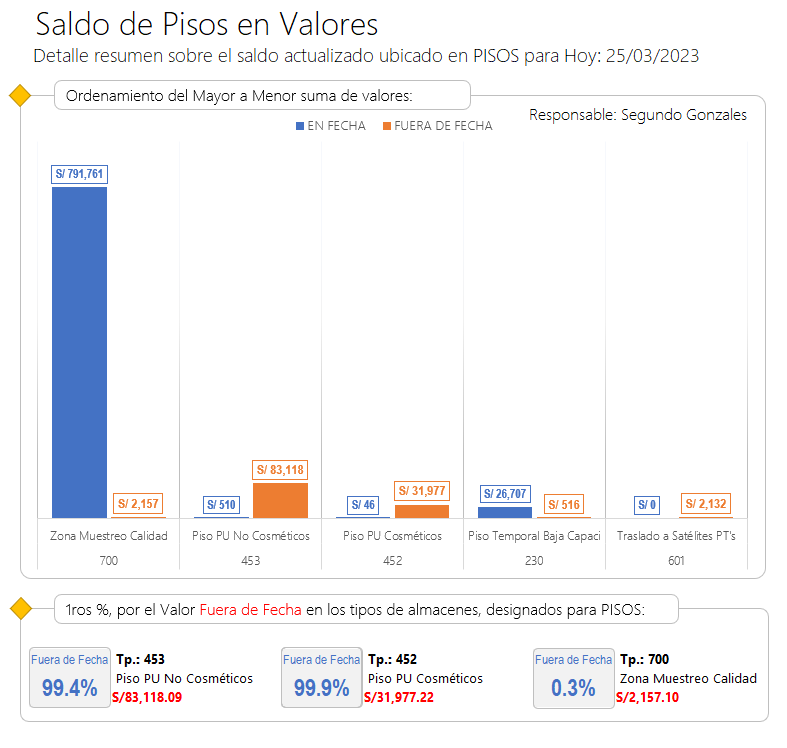 Saldo de Pisos en Valores
Detalle resumen sobre el saldo actualizado ubicado en PISOS para Hoy: 25/03/2023
Ordenamiento del Mayor a Menor suma de valores:
Responsable: Segundo Gonzales
EN FECHA FUERA DE FECHA
S/ 791,761
S/ 2,157
S/ 510
S/ 83,118
S/ 46
S/ 31,977
S/ 26,707
S/ 516
S/ 0
S/ 2,132
Zona Muestreo Calidad
Piso PU No Cosméticos
Piso PU Cosméticos
Piso Temporal Baja Capaci
Traslado a Satélites PT's
700
453
452
230
601
1ros %, por el Valor Fuera de Fecha en los tipos de almacenes, designados para PISOS:
Fuera de Fecha
99.4%
Tp.: 453
Piso PU No Cosméticos
S/83,118.09
Fuera de Fecha
99.9%
Tp.: 452
Piso PU Cosméticos
S/31,977.22
Fuera de Fecha
0.3%
Tp.: 700
Zona Muestreo Calidad
S/2,157.10